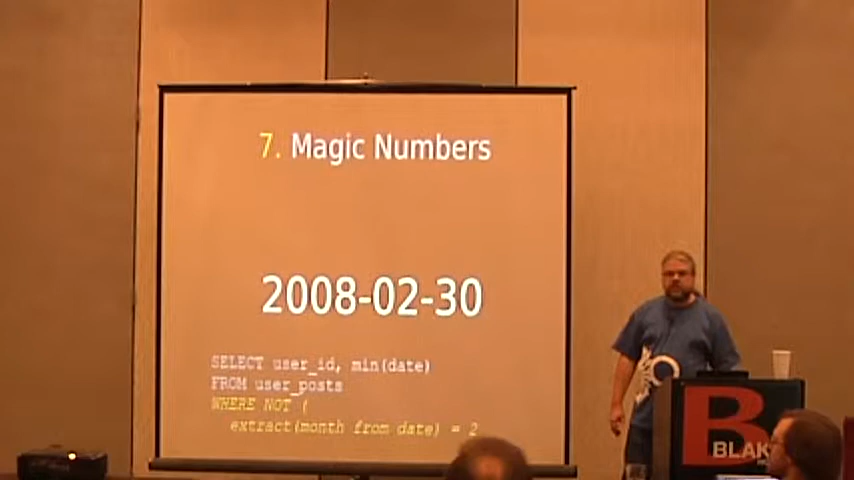 7. Magic Numbers
2008-02-30
SELECT user_id, min(date)
FROM user_posts
WHERE NOT (
extract(month from date) = 2
B
BLAK